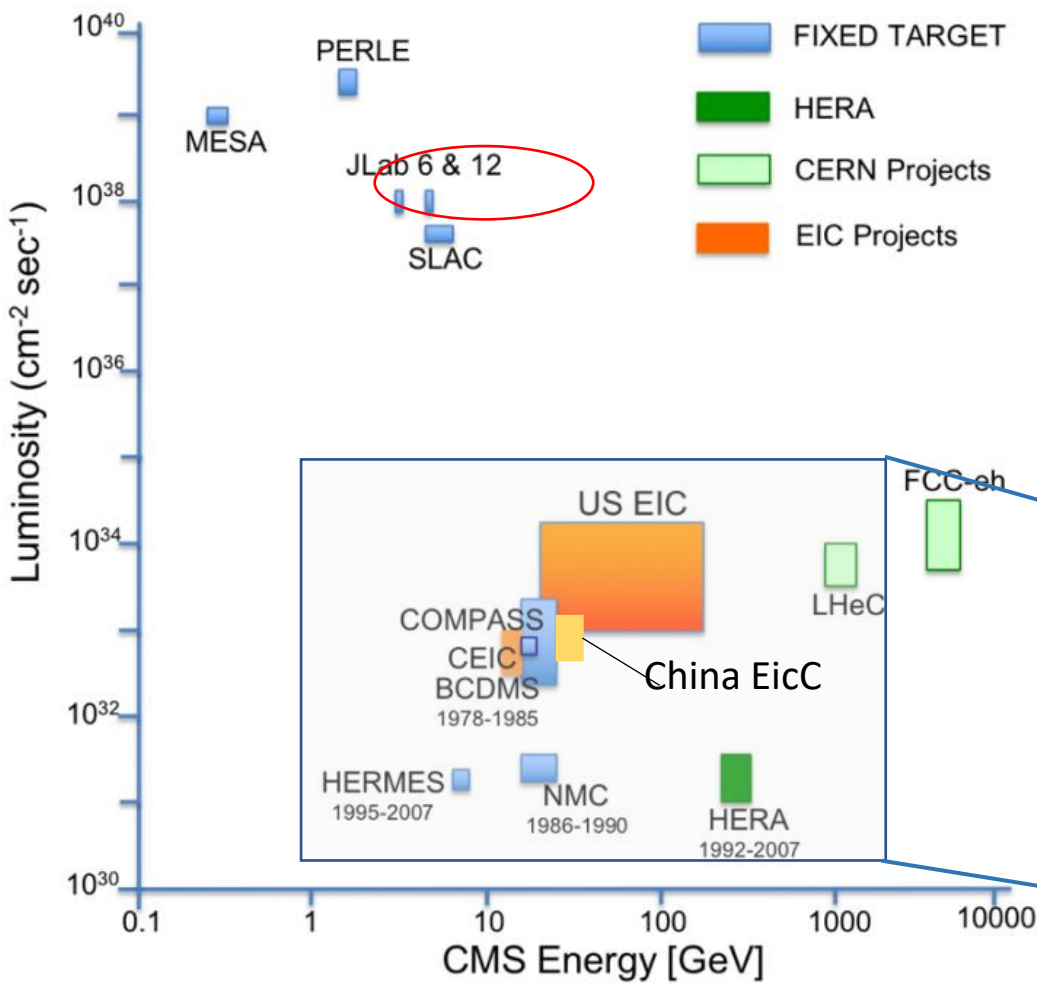 10^40
PERLE
FIXED TARGET
MESA
HERA
JLab 6 & 12
CERN Projects
10^38
SLAC
EIC Projects
Luminosity (cm^-2 sec^-1)
10^36
FCC-eh
US EIC
10^34
LHeC
COMPASS
CEIC
China EicC
BCDMS
1978-1985
10^32
HERMES
1995-2007
NMC
1986-1990
HERA
1992-2007
10^30
0.1 1 10 100 1000 10000
CMS Energy [GeV]